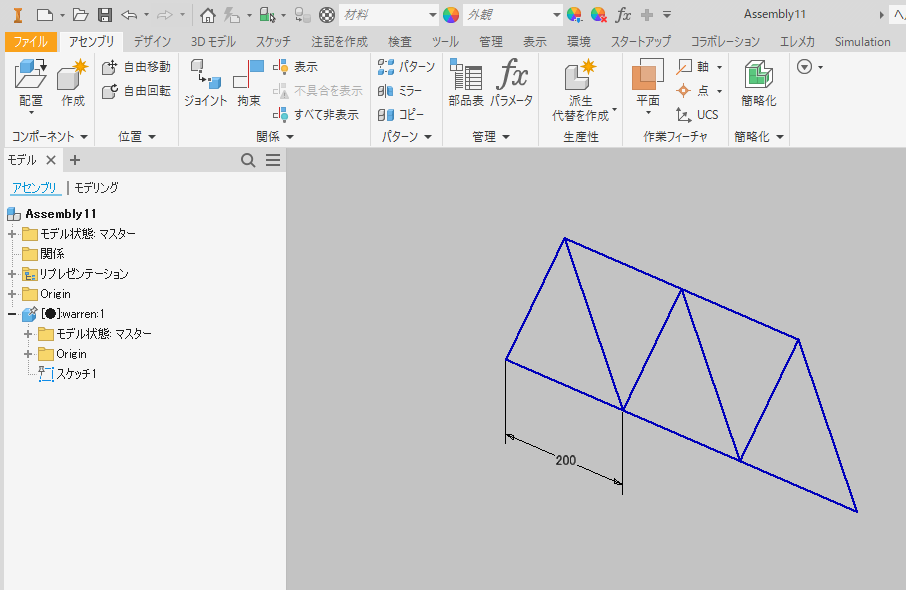 材料 外観 fx Assembly11
ファイル アセンブリ デザイン 3D モデル スケッチ 注記を作成 検査 ツール 管理 表示 環境 スタートアップ コラボレーション エレメカ Simulation
配置 作成 自由移動 自由回転 ジョイント 拘束 表示 不具合を表示 すべて非表示 パターン ミラー コピー 部品表 fx パラメータ 派生 代替を作成 平面 軸 点 UCS 簡略化
コンポーネント 位置 関係 パターン 管理 生産性 作業フィーチャ 簡略化
モデル
アセンブリ | モデリング
Assembly11
モデル状態: マスター
関係
リプレゼンテーション
Origin
[●]:warren:1
モデル状態: マスター
Origin
スケッチ1
200